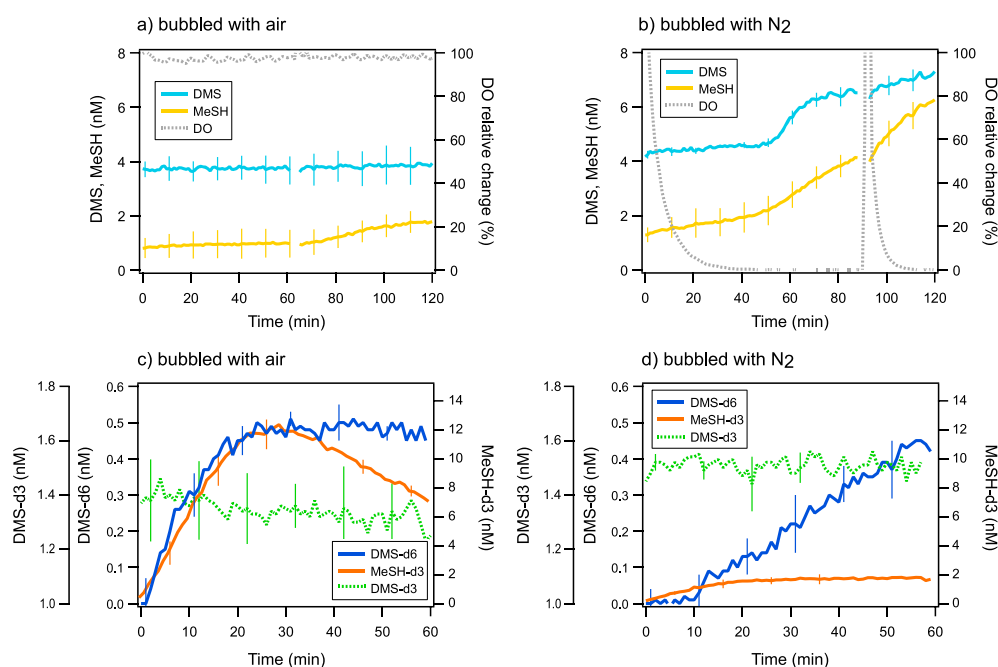 a) bubbled with air
b) bubbled with N2
8
6
4
2
0
DMS, MeSH (nM)
DMS
MeSH
DO
100
80
60
40
20
0
DO relative
change (%)
0 20 40 60 80 100 120
Time (min)
8
6
4
2
0
DMS, MeSH (nM)
DMS
MeSH
DO
100
80
60
40
20
0
DO relative
change (%)
0 20 40 60 80 100 120
Time (min)
c) bubbled with air
d) bubbled with N2
1.8
1.6
1.4
1.2
1.0
DMS-d3 (nM)
0.6
0.5
0.4
0.3
0.2
0.1
0.0
DMS-d6 (nM)
DMS-d6
MeSH-d3
DMS-d3
14
12
10
8
6
4
2
0
MeSH-d3 (nM)
0 10 20 30 40 50 60
Time (min)
1.8
1.6
1.4
1.2
1.0
DMS-d3 (nM)
0.6
0.5
0.4
0.3
0.2
0.1
0.0
DMS-d6 (nM)
DMS-d6
MeSH-d3
DMS-d3
14
12
10
8
6
4
2
0
MeSH-d3 (nM)
0 10 20 30 40 50 60
Time (min)